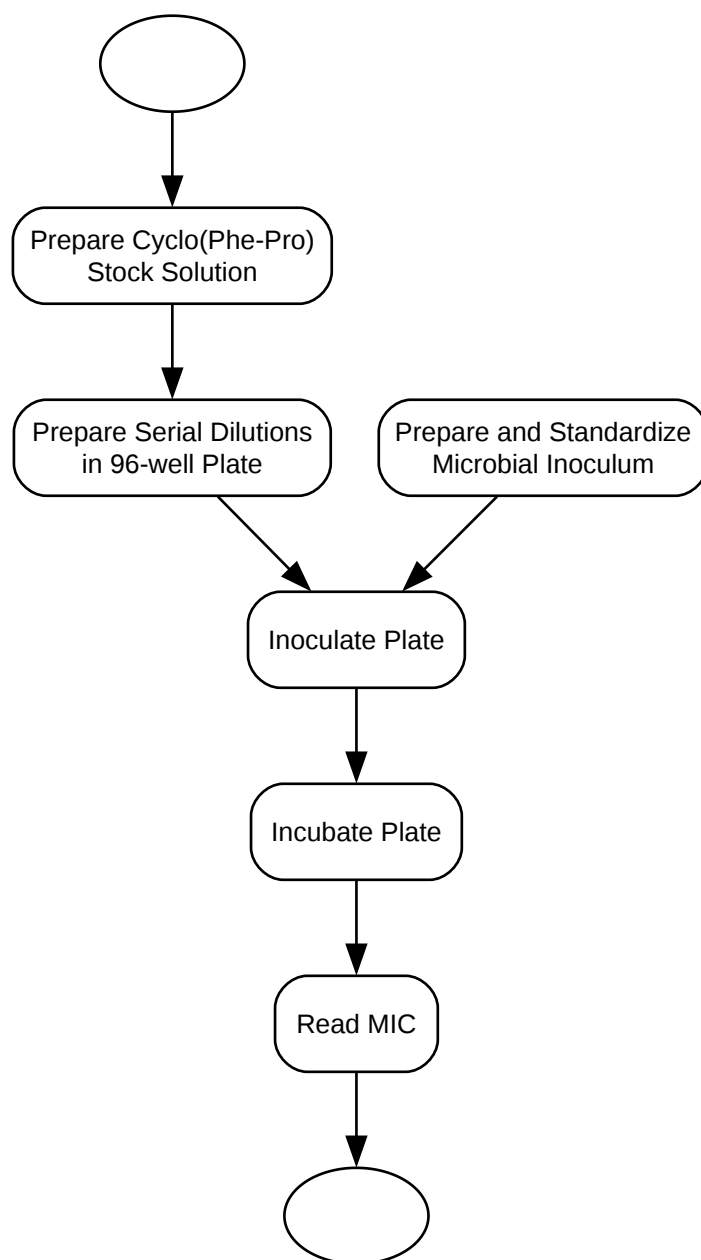 Prepare Cyclo(Phe-Pro)
Stock Solution
Prepare Serial Dilutions
in 96-well Plate
Prepare and Standardize
Microbial Inoculum
Inoculate Plate
Incubate Plate
Read MIC